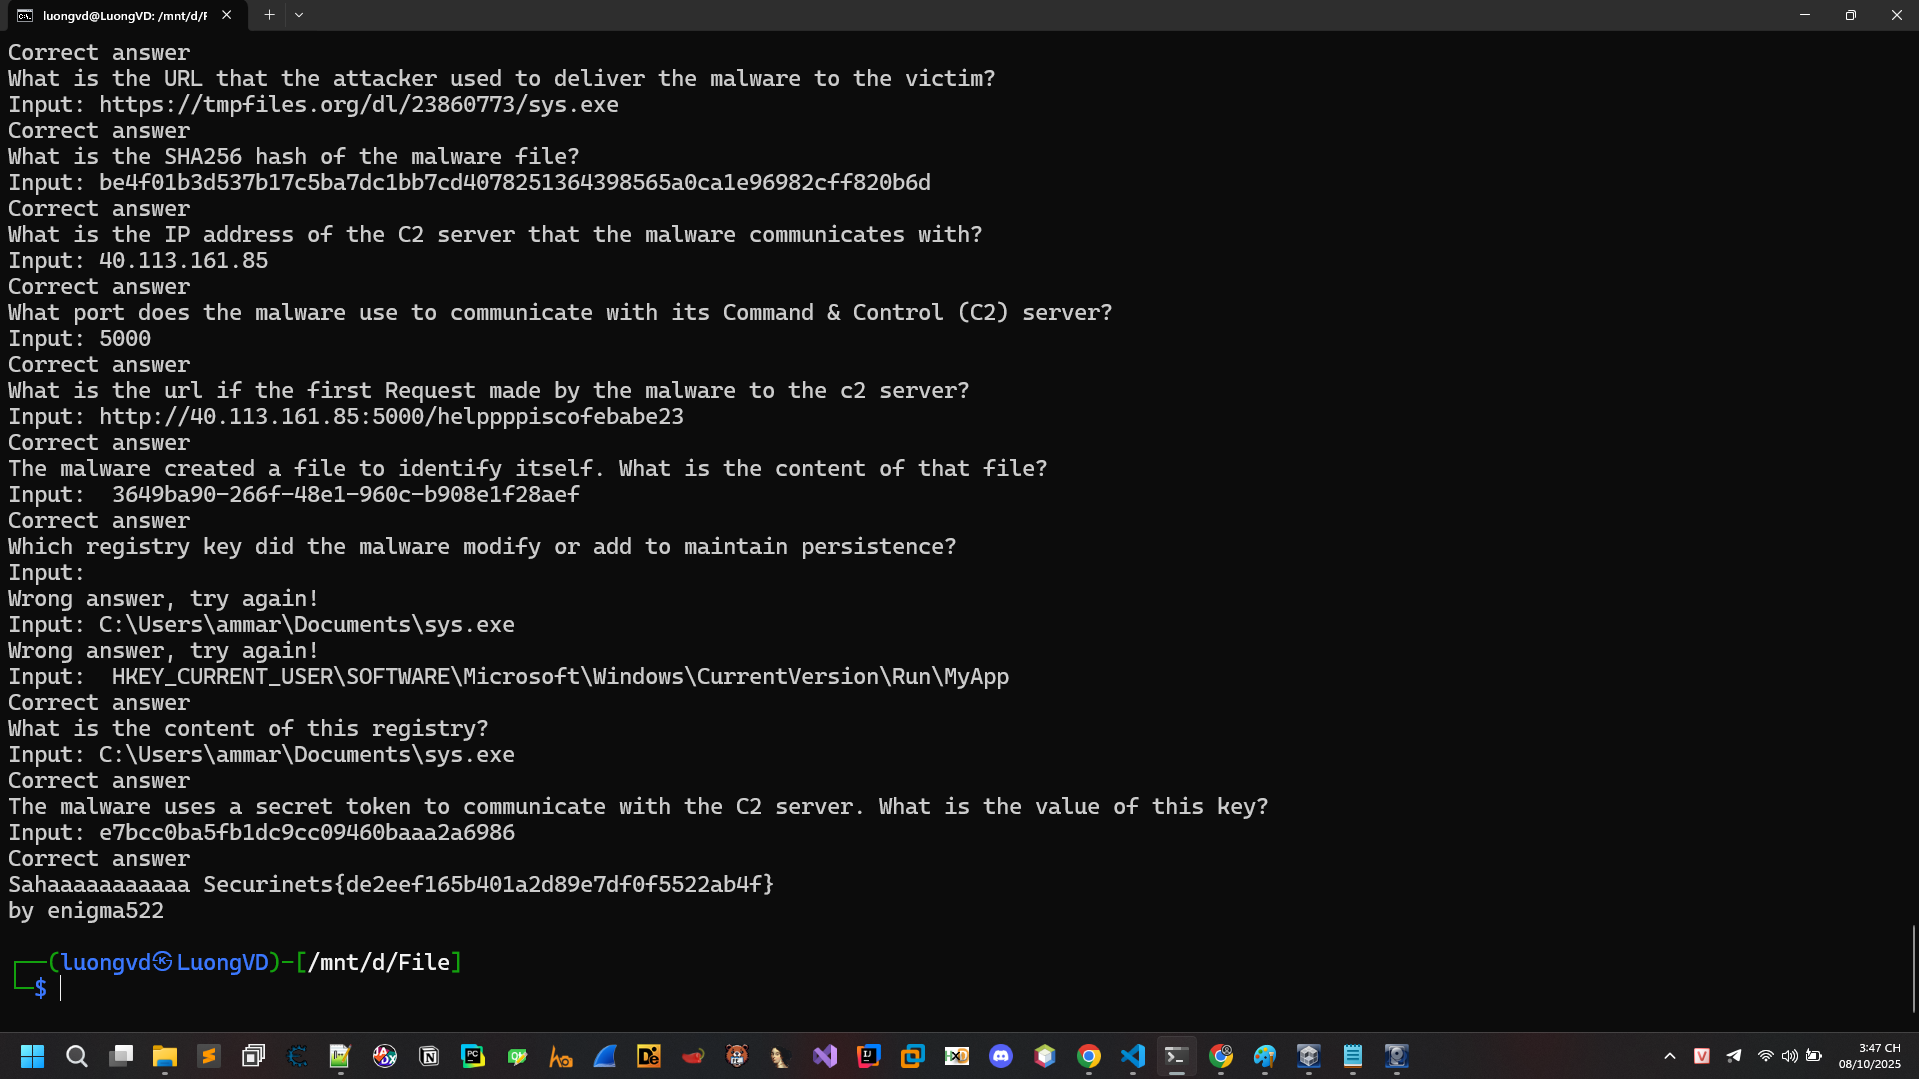 luongvd@LuongVD: /mnt/d/F
Correct answer
What is the URL that the attacker used to deliver the malware to the victim?
Input: https://tmpfiles.org/dl/23860773/sys.exe
Correct answer
What is the SHA256 hash of the malware file?
Input: be4f01b3d537b17c5ba7dc1bb7cd4078251364398565a0ca1e96982cff820b6d
Correct answer
What is the IP address of the C2 server that the malware communicates with?
Input: 40.113.161.85
Correct answer
What port does the malware use to communicate with its Command & Control (C2) server?
Input: 5000
Correct answer
What is the url if the first Request made by the malware to the c2 server?
Input: http://40.113.161.85:5000/helppppiscofebabe23
Correct answer
The malware created a file to identify itself. What is the content of that file?
Input:  3649ba90-266f-48e1-960c-b908e1f28aef
Correct answer
Which registry key did the malware modify or add to maintain persistence?
Input:
Wrong answer, try again!
Input: C:\Users\ammar\Documents\sys.exe
Wrong answer, try again!
Input:  HKEY_CURRENT_USER\SOFTWARE\Microsoft\Windows\CurrentVersion\Run\MyApp
Correct answer
What is the content of this registry?
Input: C:\Users\ammar\Documents\sys.exe
Correct answer
The malware uses a secret token to communicate with the C2 server. What is the value of this key?
Input: e7bcc0ba5fb1dc9cc09460baaa2a6986
Correct answer
Sahaaaaaaaaaaa Securinets{de2eef165b401a2d89e7df0f5522ab4f}
by enigma522
┌──(luongvd㉿LuongVD)-[/mnt/d/File]
└─$
3:47 CH
08/10/2025